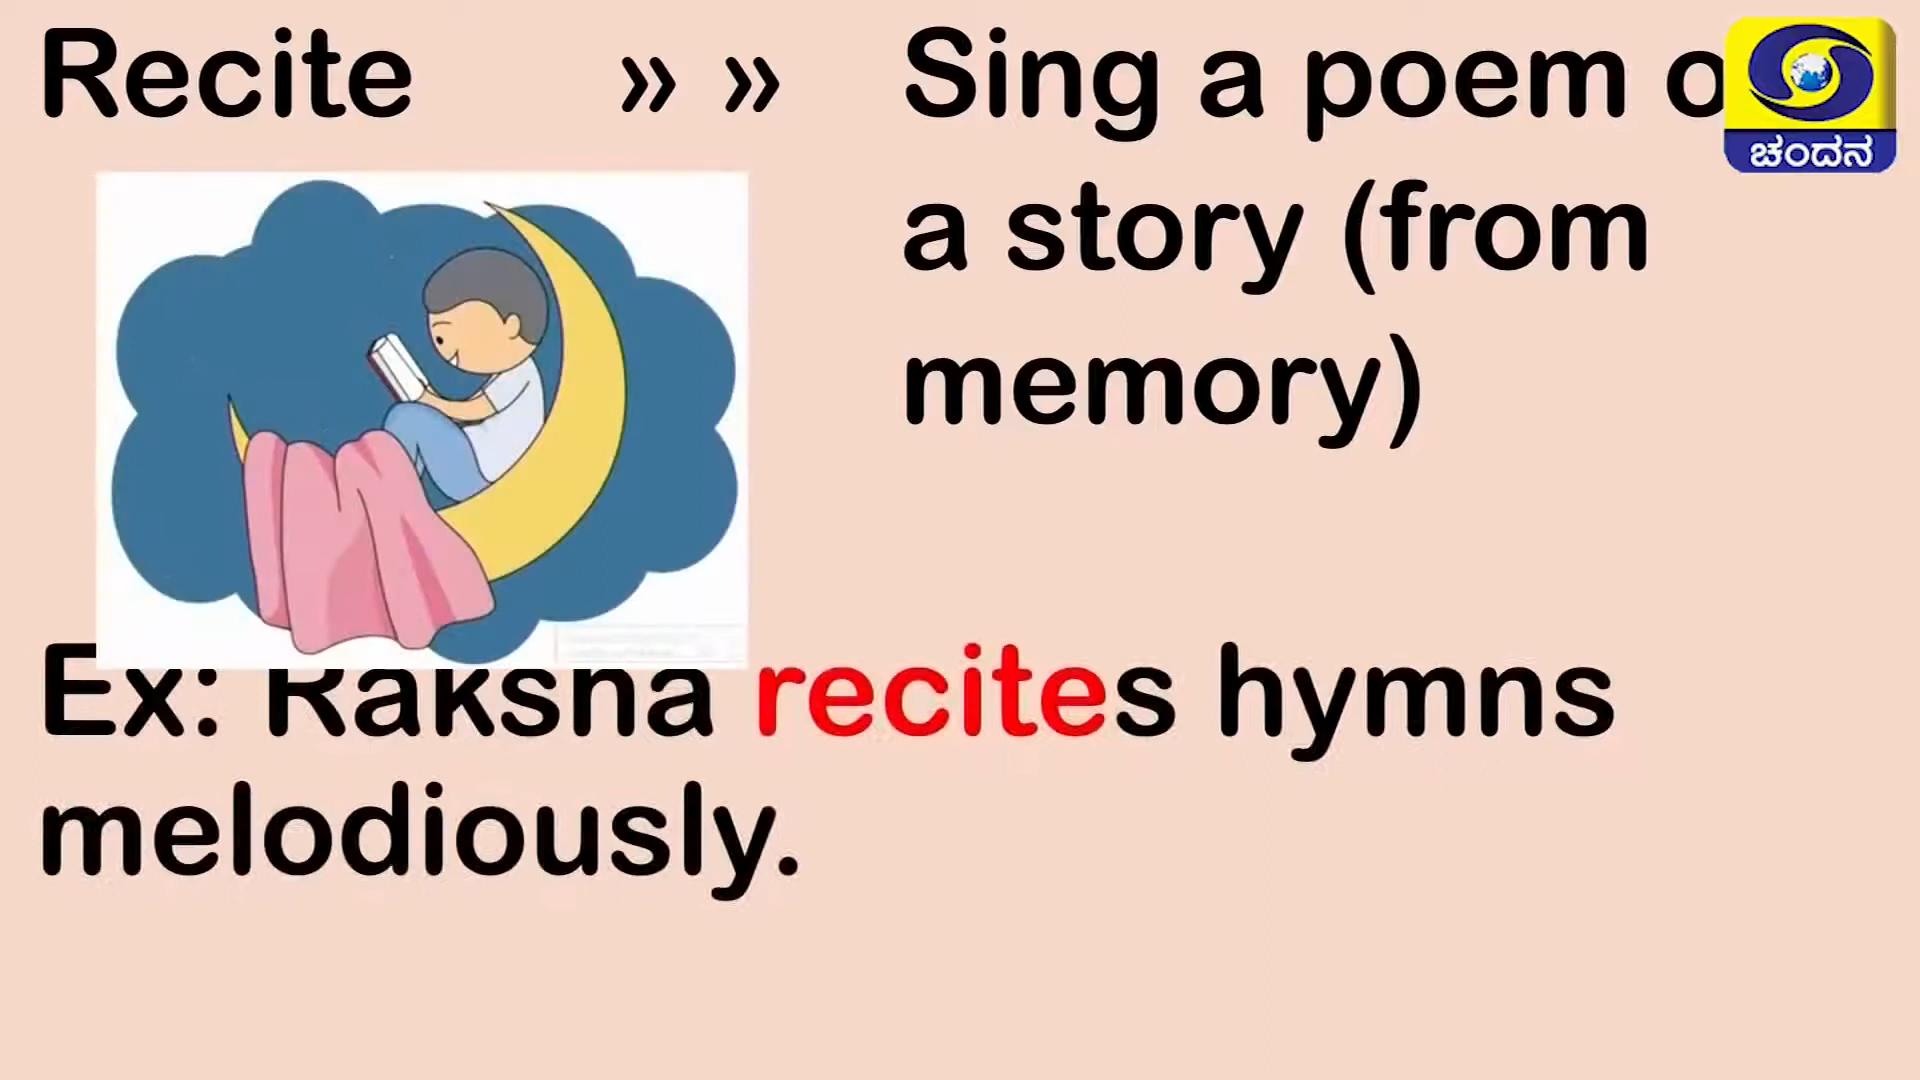 Recite » » Sing a poem o
ಚಂದನ
a story (from
memory)
Ex: Raksha recites hymns
melodiously.